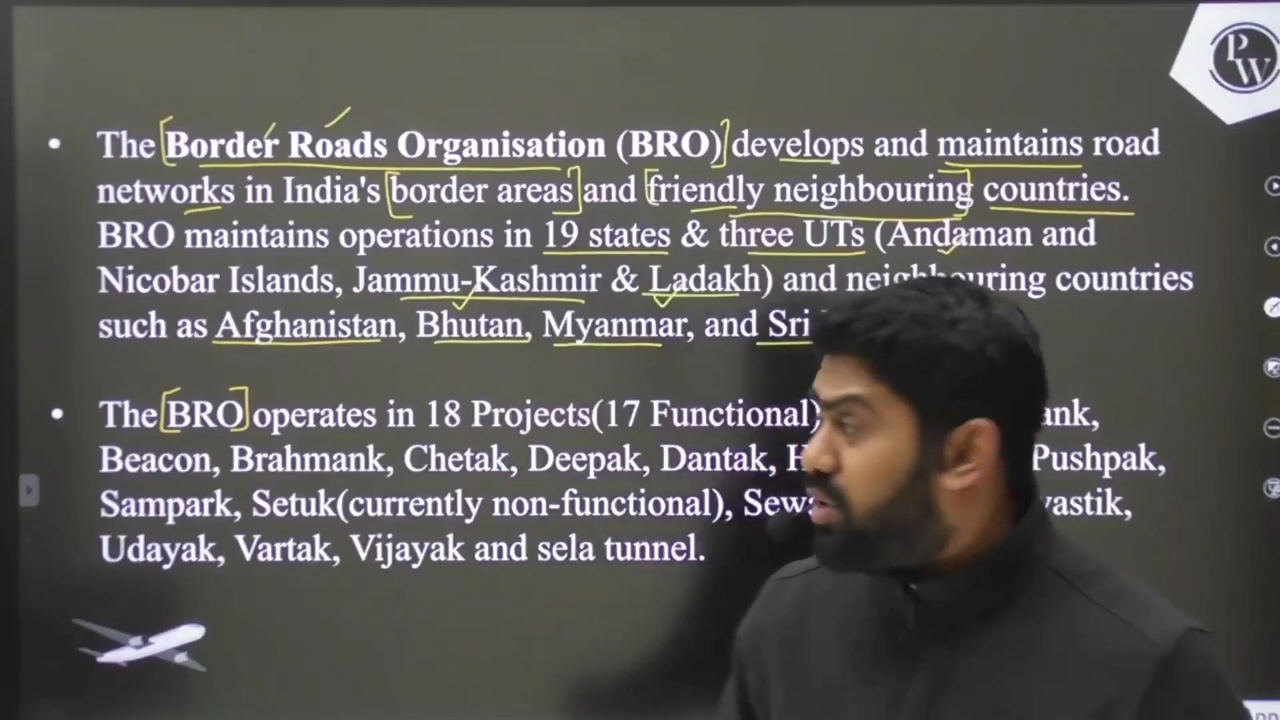 PW
• The Border Roads Organisation (BRO) develops and maintains road
networks in India's border areas and friendly neighbouring countries.
BRO maintains operations in 19 states & three UTs (Andaman and
Nicobar Islands, Jammu-Kashmir & Ladakh) and neighbouring countries
such as Afghanistan, Bhutan, Myanmar, and Sri
• The BRO operates in 18 Projects(17 Functional)
Beacon, Brahmank, Chetak, Deepak, Dantak, Pushpak,
Sampark, Setuk(currently non-functional),
Udayak, Vartak, Vijayak and sela tunnel.